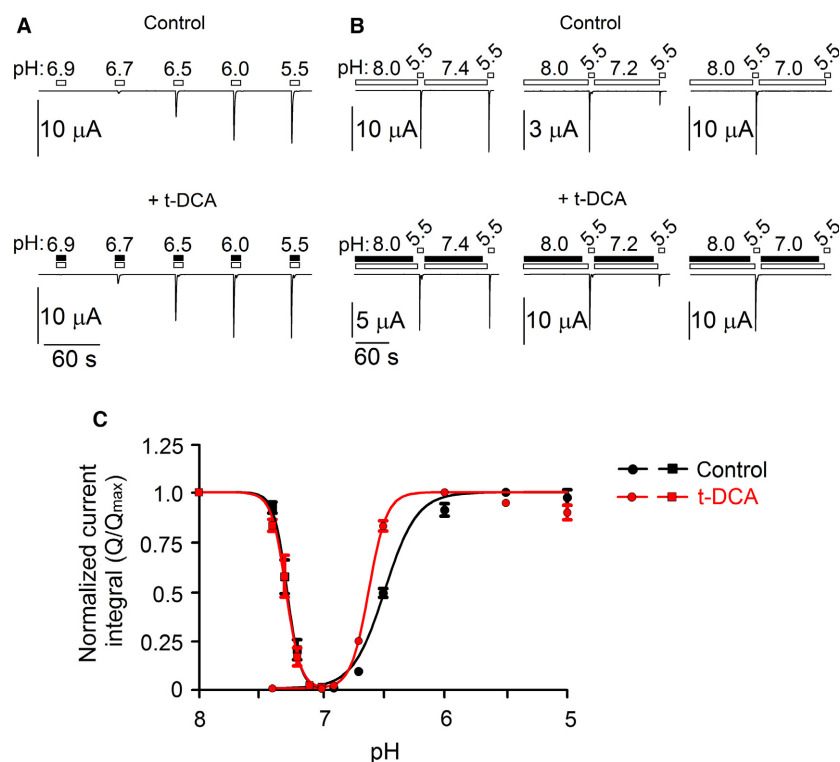 A
Control
pH: 6.9 6.7 6.5 6.0 5.5
10 μA
+ t-DCA
pH: 6.9 6.7 6.5 6.0 5.5
10 μA
60 s
B
Control
pH: 8.0 5.5 7.4 5.5 8.0 5.5 7.2 5.5 8.0 5.5 7.0 5.5
10 μA 3 μA 10 μA
+ t-DCA
pH: 8.0 5.5 7.4 5.5 8.0 5.5 7.2 5.5 8.0 5.5 7.0 5.5
5 μA 10 μA 10 μA
60 s
C
Normalized current
integral (Q/Qmax)
1.25
1.0
0.75
0.5
0.25
0
8 7 6 5
pH
Control
t-DCA